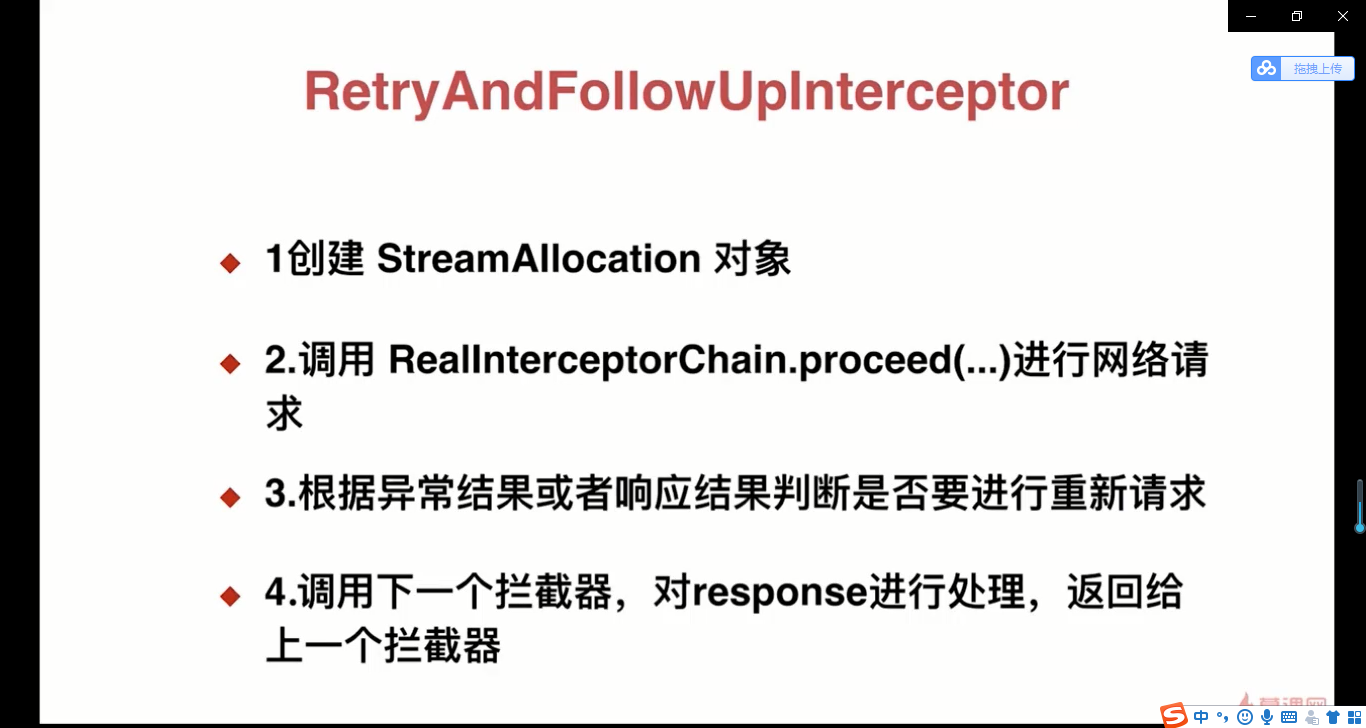 拖拽上传
RetryAndFollowUpInterceptor
1创建 StreamAllocation 对象
2.调用 RealInterceptorChain.proceed(...)进行网络请
求
3.根据异常结果或者响应结果判断是否要进行重新请求
4.调用下一个拦截器，对response进行处理，返回给
上一个拦截器
慕课网
中